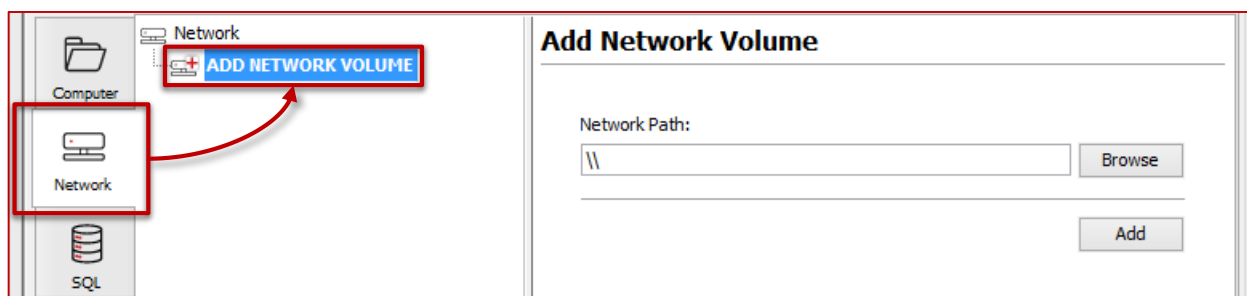 Computer
Network
SQL
Network
ADD NETWORK VOLUME
Add Network Volume
Network Path:
\\
Browse
Add